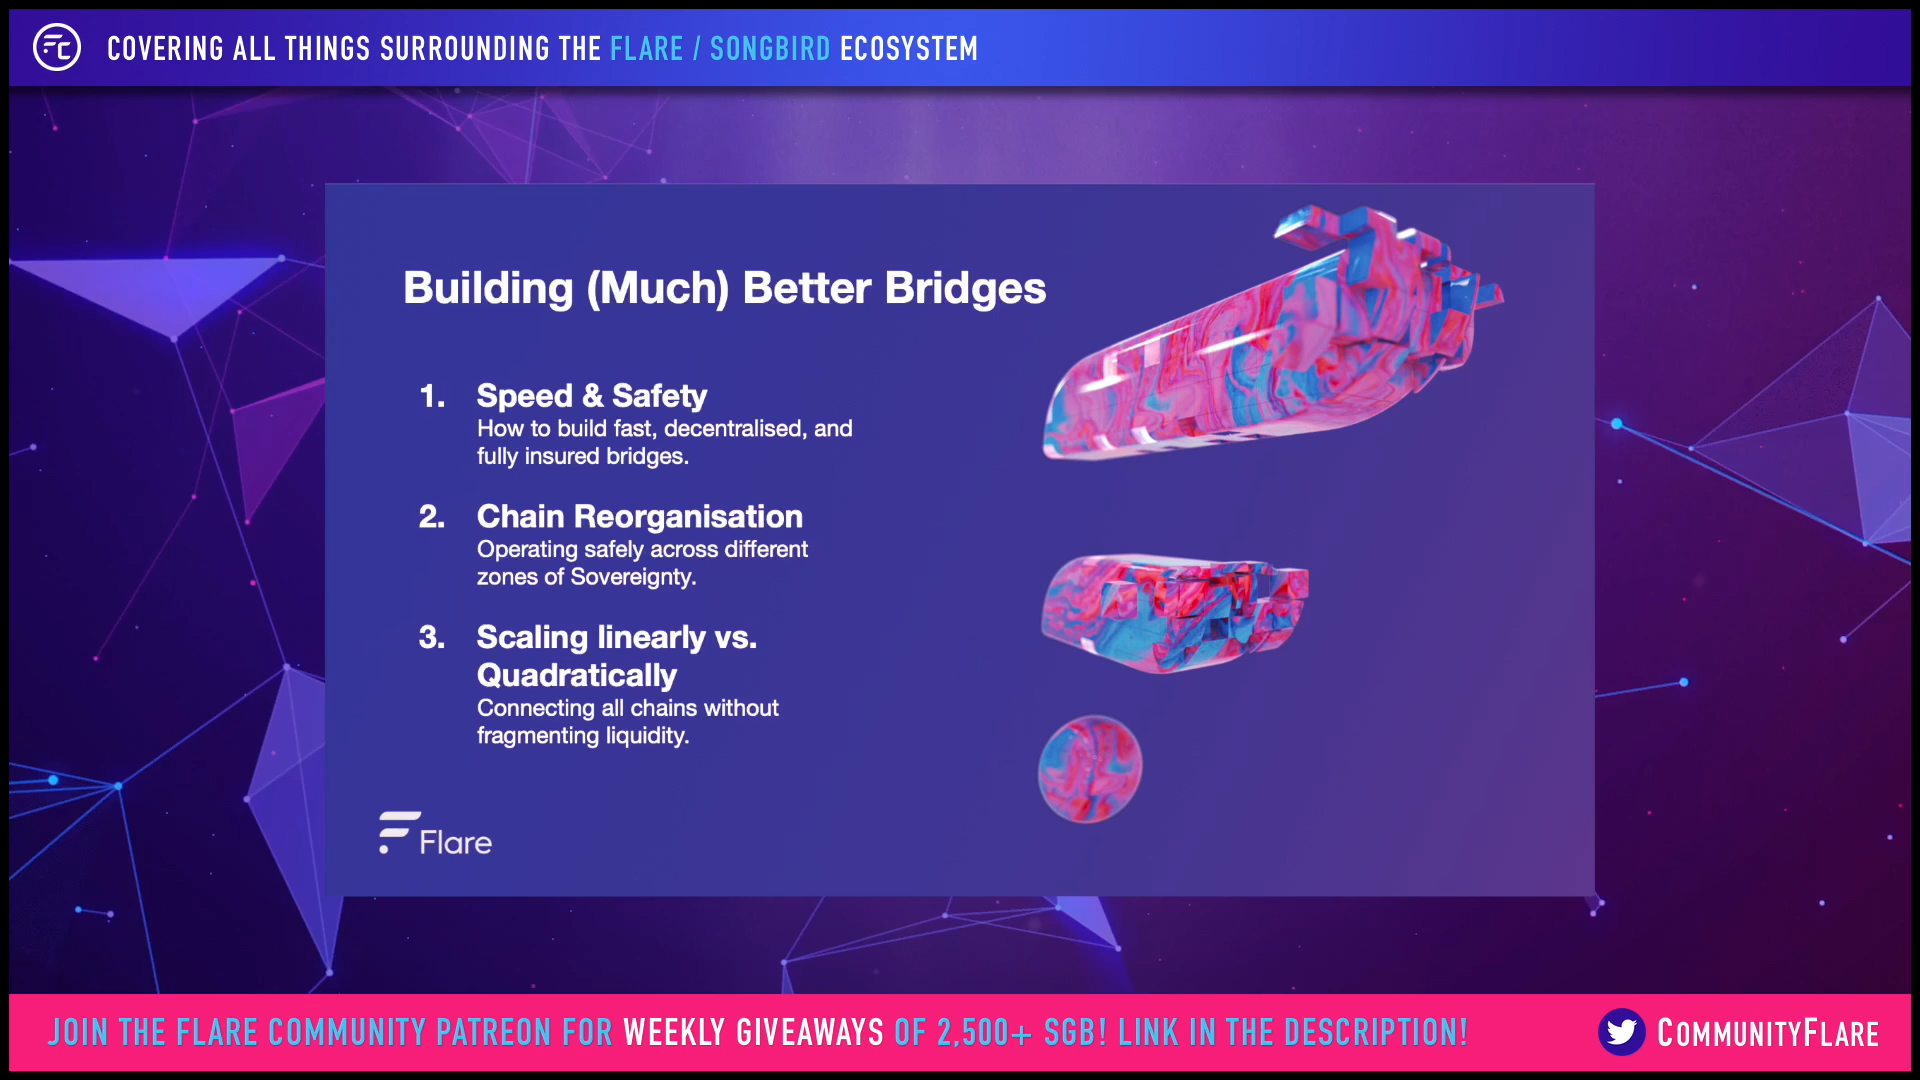 FC
COVERING ALL THINGS SURROUNDING THE FLARE / SONGBIRD ECOSYSTEM
Building (Much) Better Bridges
1. Speed & Safety
How to build fast, decentralised, and
fully insured bridges.
2. Chain Reorganisation
Operating safely across different
zones of Sovereignty.
3. Scaling linearly vs.
Quadratically
Connecting all chains without
fragmenting liquidity.
Flare
JOIN THE FLARE COMMUNITY PATREON FOR WEEKLY GIVEAWAYS OF 2,500+ SGB! LINK IN THE DESCRIPTION!
COMMUNITYFLARE